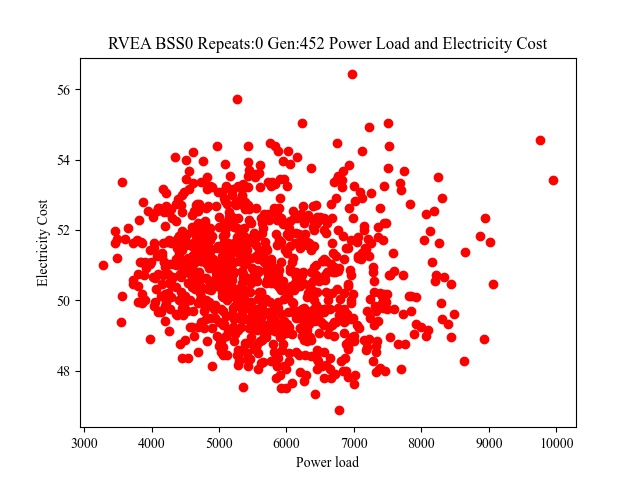 RVEA BSS0 Repeats:0 Gen:452 Power Load and Electricity Cost
56
54
52
50
48
Electricity Cost
3000 4000 5000 6000 7000 8000 9000 10000
Power load